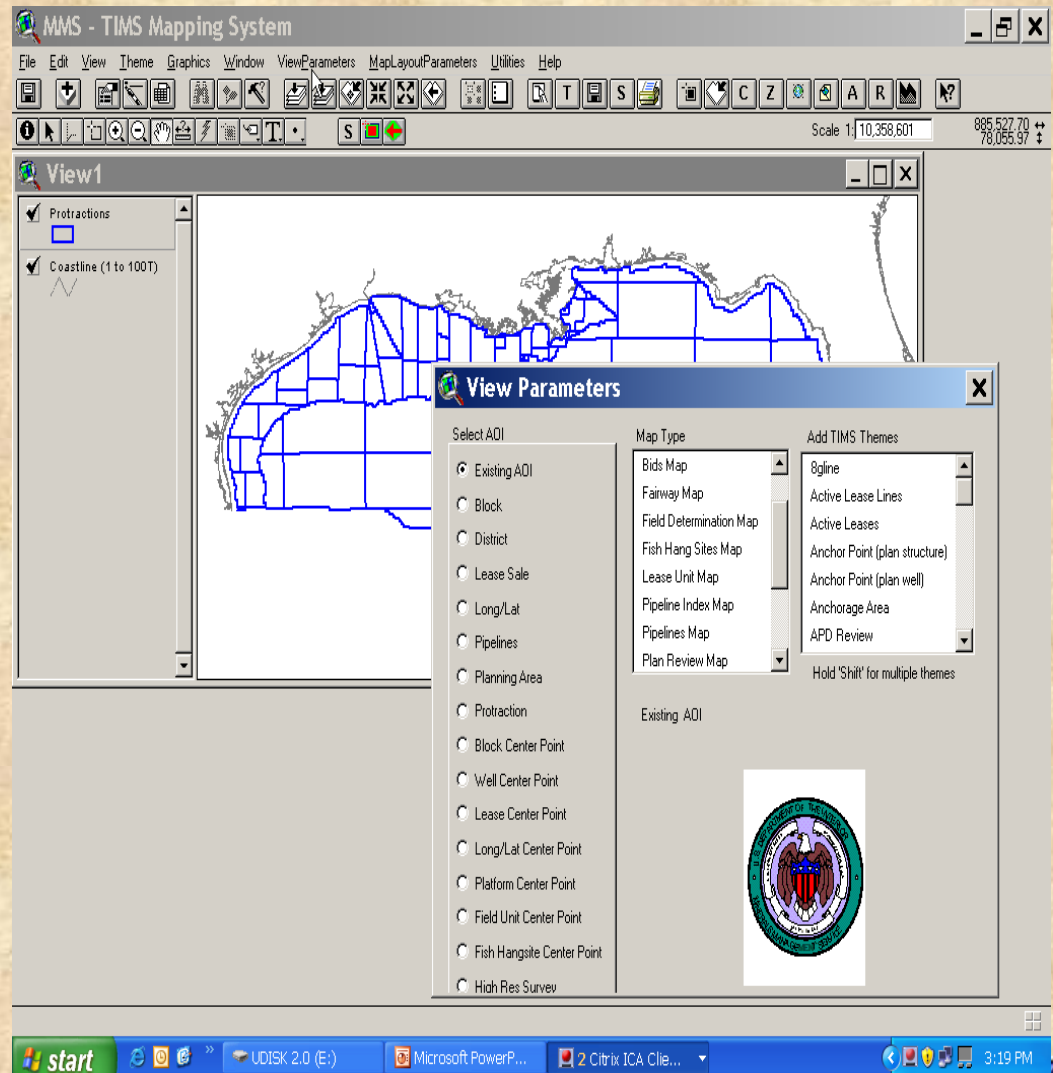 MMS - TIMS Mapping System
File Edit View Theme Graphics Window ViewParameters MapLayoutParameters Utilities Help
T S C Z A R
T S Scale 1: 10,358,601 885,527.70
78,055.97
View1
Protractions
Coastline (1 to 100T)
View Parameters
Select AOI
Existing AOI
Block
District
Lease Sale
Long/Lat
Pipelines
Planning Area
Protraction
Block Center Point
Well Center Point
Lease Center Point
Long/Lat Center Point
Platform Center Point
Field Unit Center Point
Fish Hangsite Center Point
High Res Survey
Map Type
Bids Map
Fairway Map
Field Determination Map
Fish Hang Sites Map
Lease Unit Map
Pipeline Index Map
Pipelines Map
Plan Review Map
Add TIMS Themes
8gline
Active Lease Lines
Active Leases
Anchor Point (plan structure)
Anchor Point (plan well)
Anchorage Area
APD Review
Hold 'Shift' for multiple themes
Existing AOI
U.S. DEPARTMENT OF THE INTERIOR
MINERALS MANAGEMENT SERVICE
start UDISK 2.0 (E:) Microsoft PowerP... 2 Citrix ICA Clie... 3:19 PM